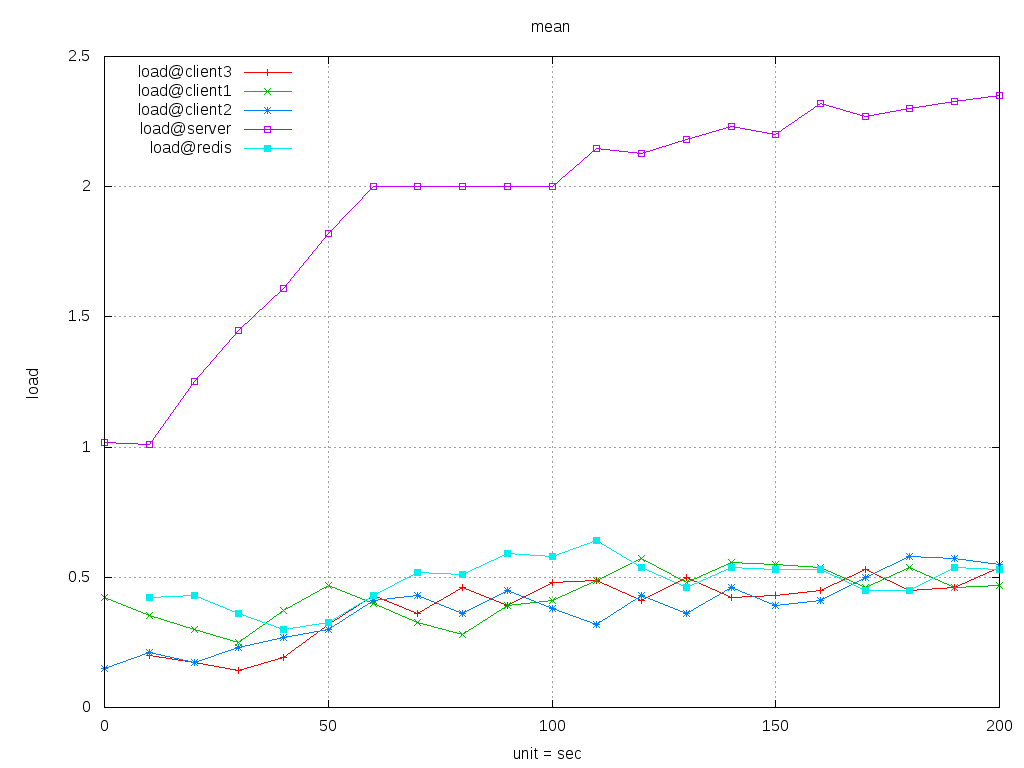 mean
2.5
2
1.5
1
0.5
0
load
load@client3
load@client1
load@client2
load@server
load@redis
0
50
100
150
200
unit = sec